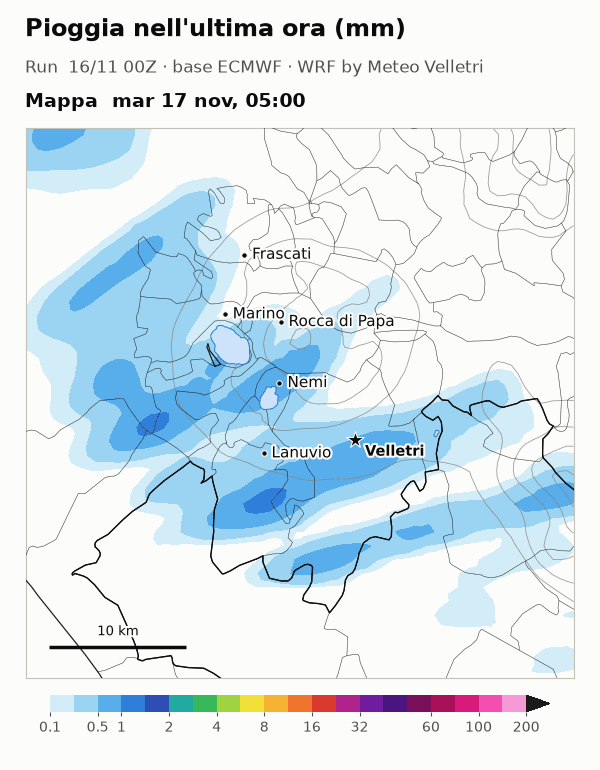 Pioggia nell'ultima ora (mm)
Run  16/11 00Z · base ECMWF · WRF by Meteo Velletri
Mappa  mar 17 nov, 05:00
Frascati
Marino
Rocca di Papa
Nemi
Velletri
Lanuvio
10 km
0.1 0.5 1 2 4 8 16 32 60 100 200